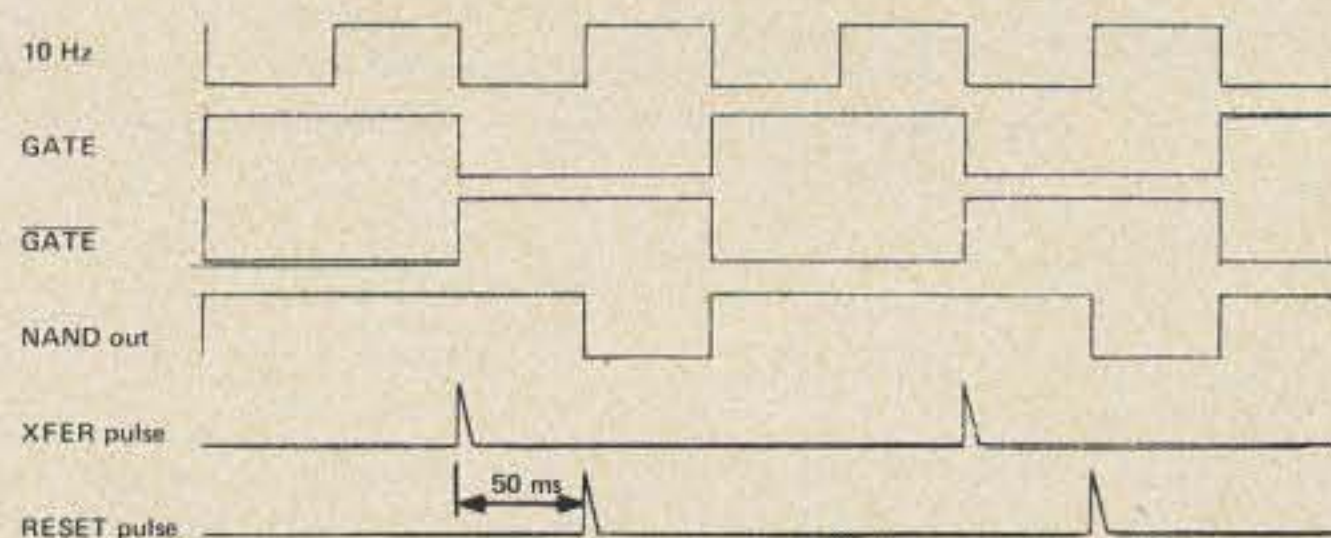 10 Hz
GATE
GATE
NAND out
XFER pulse
50 ms
RESET pulse